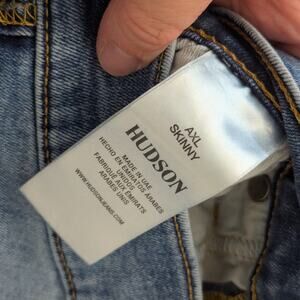 AXL
SKINNY
HUDSON
MADE IN UAE
HECHO EN EMIRATOS ÁRABES
UNIDOS
FABRIQUÉ AUX ÉMIRATS
ARABES UNIS
WWW.HUDSONJEANS.COM